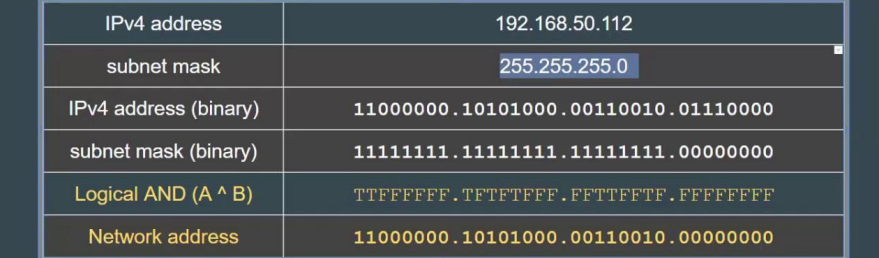 IPv4 address 192.168.50.112
subnet mask 255.255.255.0
IPv4 address (binary) 11000000.10101000.00110010.01110000
subnet mask (binary) 11111111.11111111.11111111.00000000
Logical AND (A ^ B) TTFFFFFF.TFTFTFFF.FFTTFFTF.FFFFFFFF
Network address 11000000.10101000.00110010.00000000